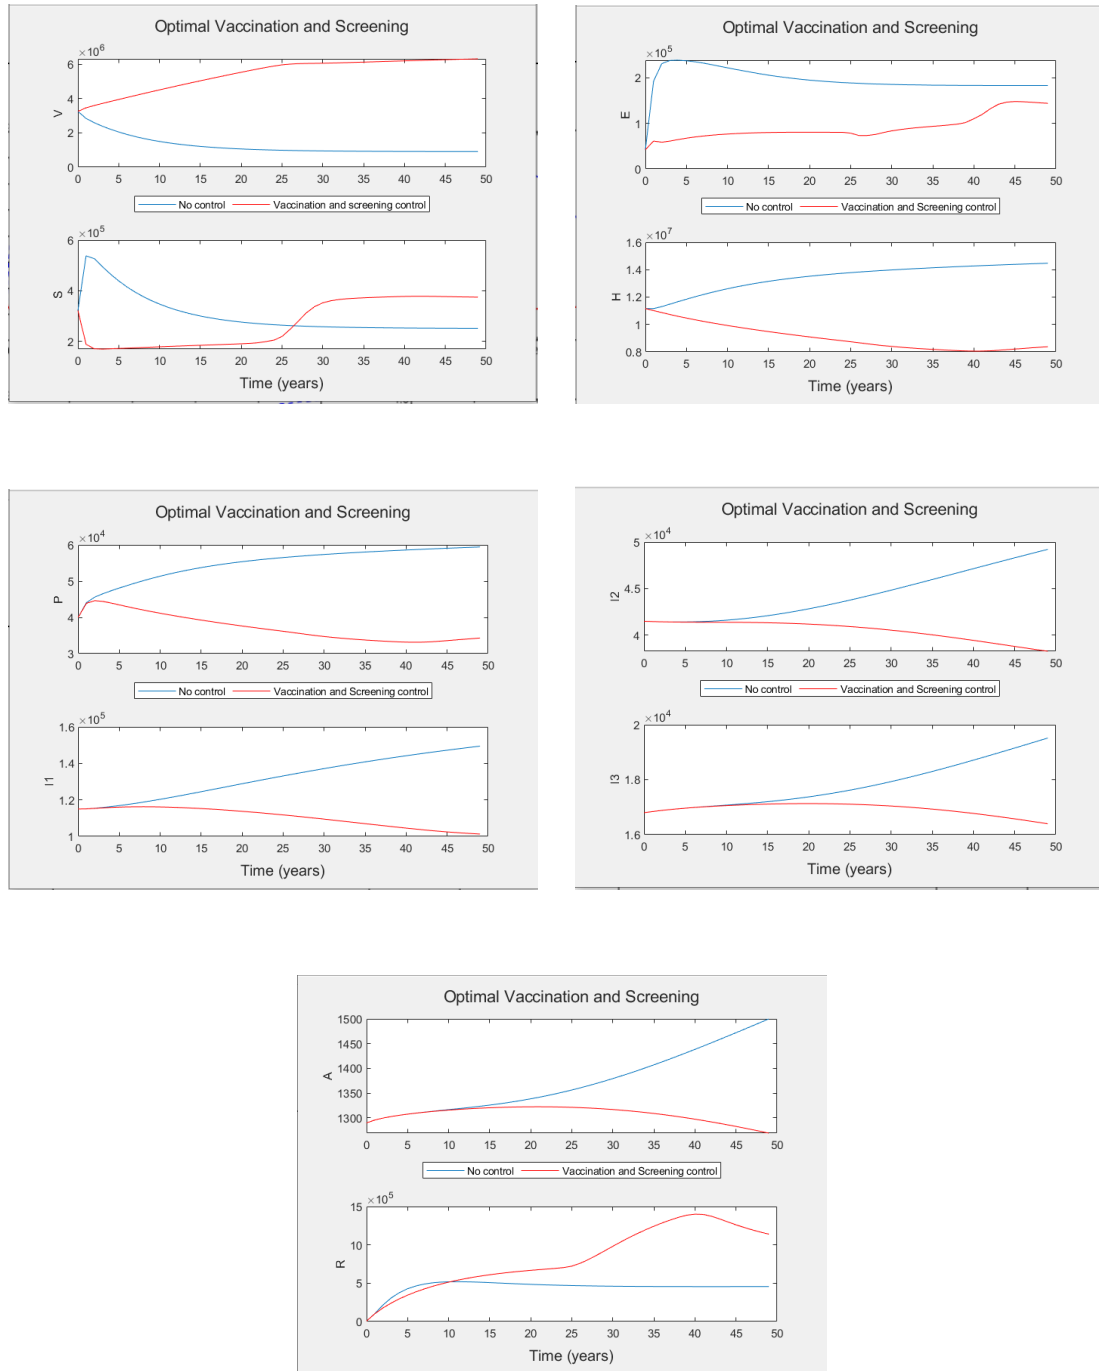 Optimal Vaccination and Screening
×10^6
6
4
2
0
V
0 5 10 15 20 25 30 35 40 45 50
No control Vaccination and screening control
×10^5
6
4
2
S
0 5 10 15 20 25 30 35 40 45 50
Time (years)
Optimal Vaccination and Screening
×10^5
2
1
0
E
0 5 10 15 20 25 30 35 40 45 50
No control Vaccination and Screening control
×10^7
1.6
1.4
1.2
1
0.8
H
0 5 10 15 20 25 30 35 40 45 50
Time (years)
Optimal Vaccination and Screening
×10^4
6
5
4
3
P
0 5 10 15 20 25 30 35 40 45 50
No control Vaccination and Screening control
×10^5
1.6
1.4
1.2
1
I1
0 5 10 15 20 25 30 35 40 45 50
Time (years)
Optimal Vaccination and Screening
×10^4
5
4.5
4
I2
0 5 10 15 20 25 30 35 40 45 50
No control Vaccination and Screening control
×10^4
2
1.8
1.6
I3
0 5 10 15 20 25 30 35 40 45 50
Time (years)
Optimal Vaccination and Screening
1500
1450
1400
1350
1300
A
0 5 10 15 20 25 30 35 40 45 50
No control Vaccination and Screening control
×10^5
15
10
5
0
R
0 5 10 15 20 25 30 35 40 45 50
Time (years)